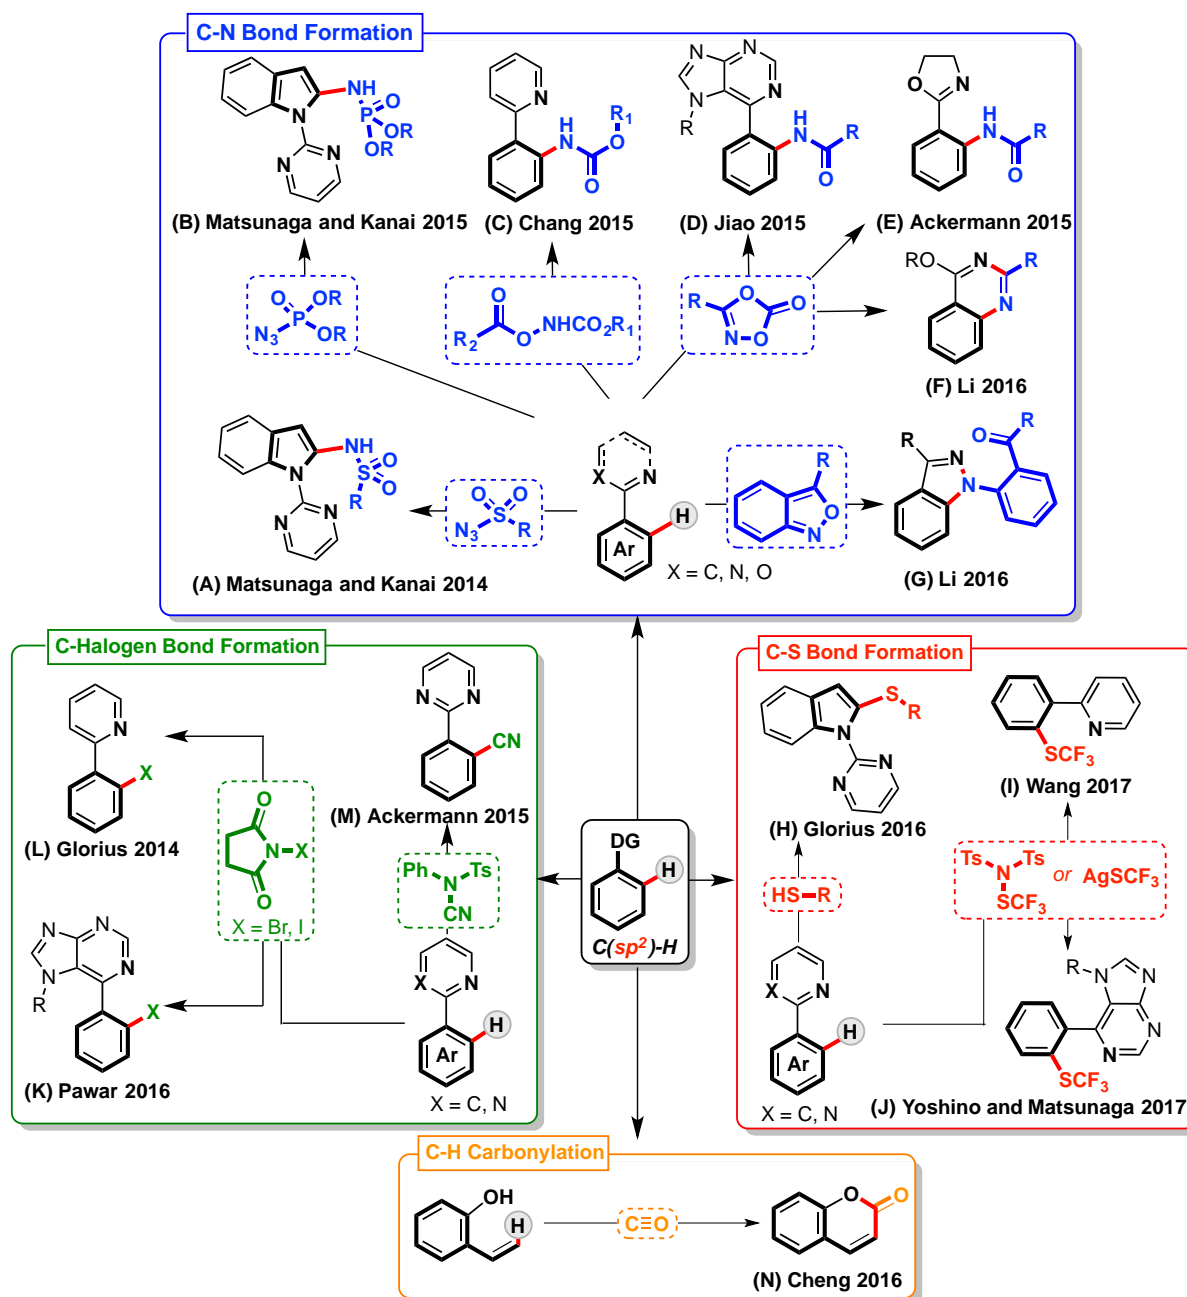 C-N Bond Formation
N
NH
P
O
OR
OR
N
N
N
(B) Matsunaga and Kanai 2015
N
H
N
O
R1
O
(C) Chang 2015
N
N
N
N
R
H
N
R
O
(D) Jiao 2015
O
N
H
N
R
O
(E) Ackermann 2015
O
OR
P
N3
OR
O
R2
O
NHCO2R1
R
O
O
N
O
RO
N
R
N
(F) Li 2016
NH
O
S
O
N
R
N
N
(A) Matsunaga and Kanai 2014
O
O
S
N3
R
X
N
H
Ar
X = C, N, O
R
O
N
R
O
R
N
N
(G) Li 2016
C-Halogen Bond Formation
N
X
(L) Glorius 2014
O
N
X
O
X = Br, I
N
N
CN
(M) Ackermann 2015
Ph
Ts
N
CN
N
N
N
N
R
X
(K) Pawar 2016
X
N
H
Ar
X = C, N
DG
H
C(sp2)-H
C-S Bond Formation
S
R
N
N
N
(H) Glorius 2016
N
SCF3
(I) Wang 2017
HS
R
Ts
Ts
N
SCF3
or
AgSCF3
X
N
H
Ar
X = C, N
R
N
N
N
N
SCF3
(J) Yoshino and Matsunaga 2017
C-H Carbonylation
OH
H
C≡O
O
O
(N) Cheng 2016